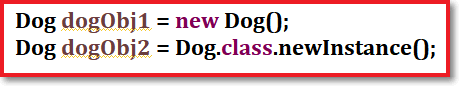 Dog dogObj1 = new Dog();
Dog dogObj2 = Dog.class.newInstance();